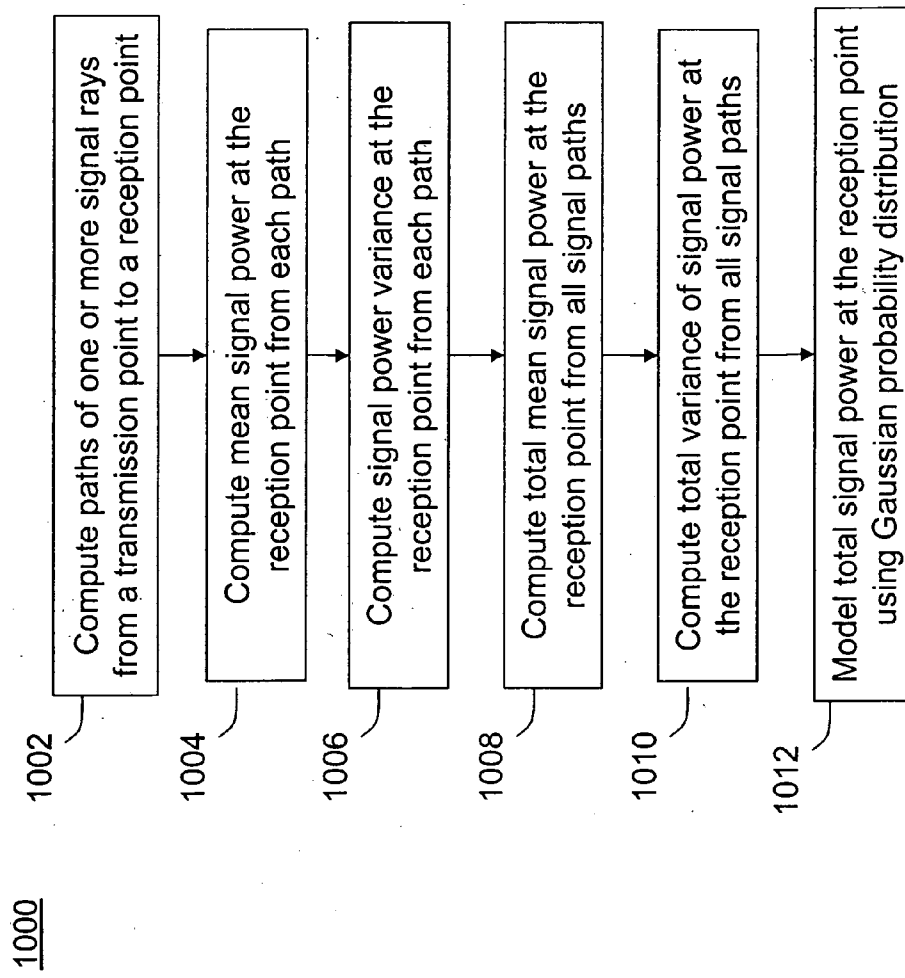 1000
1002
Compute paths of one or more signal rays
from a transmission point to a reception point
1004
Compute mean signal power at the
reception point from each path
1006
Compute signal power variance at the
reception point from each path
1008
Compute total mean signal power at the
reception point from all signal paths
1010
Compute total variance of signal power at
the reception point from all signal paths
1012
Model total signal power at the reception point
using Gaussian probability distribution